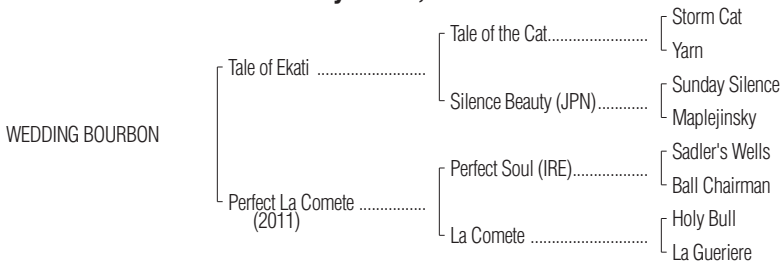 Storm Cat
Tale of the Cat....................
Yarn
Tale of Ekati ..........................
Sunday Silence
Silence Beauty (JPN)............
Maplejinsky
WEDDING BOURBON
Sadler's Wells
Perfect Soul (IRE)..................
Ball Chairman
Perfect La Comete ................
(2011)
Holy Bull
La Comete ............................
La Gueriere